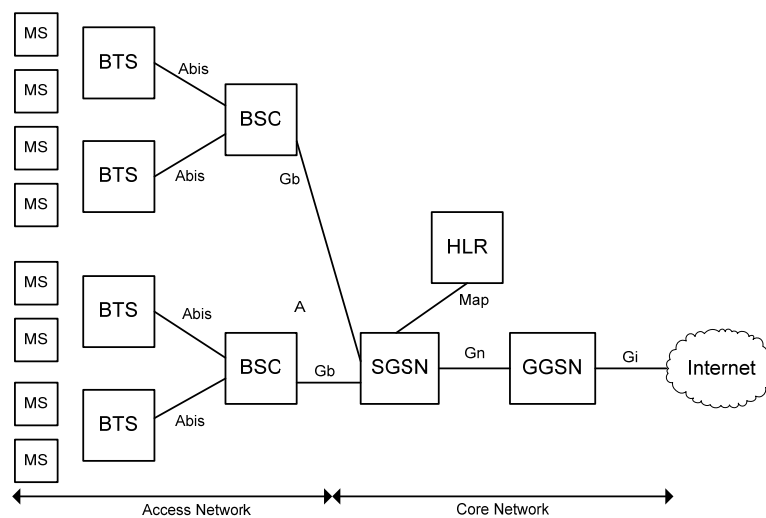 MS
BTS
Abis
MS
BSC
MS
BTS
Abis
Gb
MS
HLR
MS
BTS
Abis
A
Map
MS
BSC
Gb
SGSN
Gn
GGSN
Gi
Internet
MS
BTS
Abis
MS
Access Network
Core Network